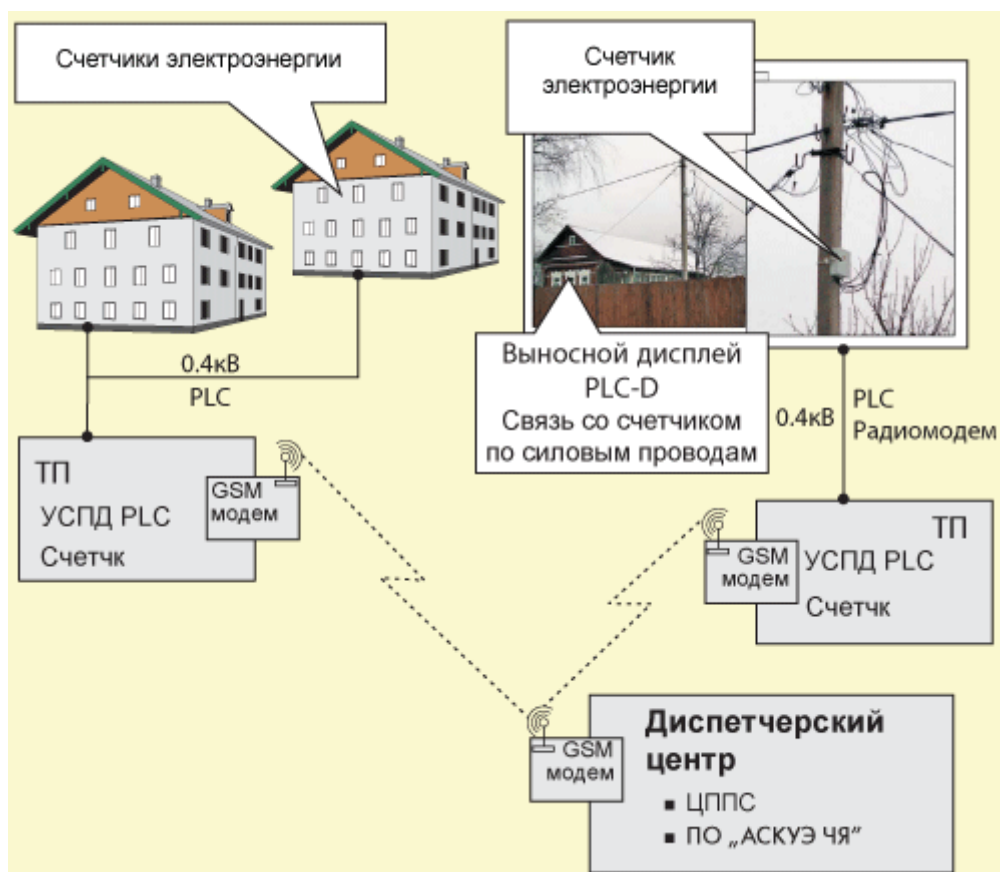 Счетчики электроэнергии
Счетчик
электроэнергии
Выносной дисплей
PLC-D
Связь со счетчиком
по силовым проводам
0.4кВ
PLC
0.4кВ
PLC
Радиомодем
ТП
УСПД PLC
Счетчк
GSM
модем
GSM
модем
ТП
УСПД PLC
Счетчк
GSM
модем
Диспетчерский
центр
▪ ЦППС
▪ ПО „АСКУЭ ЧЯ"